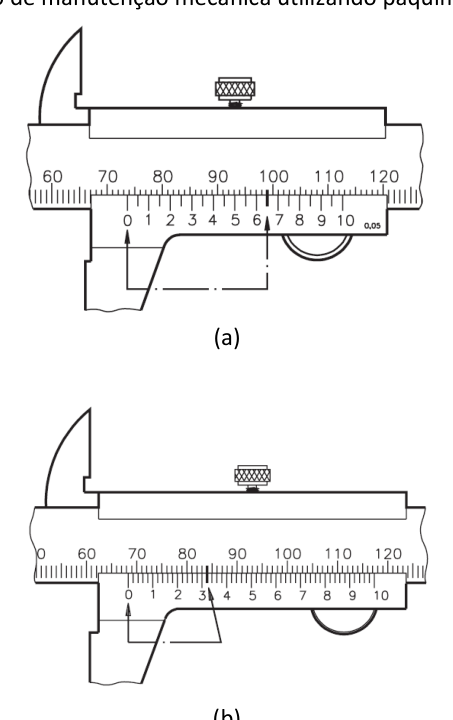 de manutenção mecânica utilizando
60 70 80 90 100 110 120
0 1 2 3 4 5 6 7 8 9 10 0,05
(a)
0 60 70 80 90 100 110 120
0 1 2 3 4 5 6 7 8 9 10
(b)